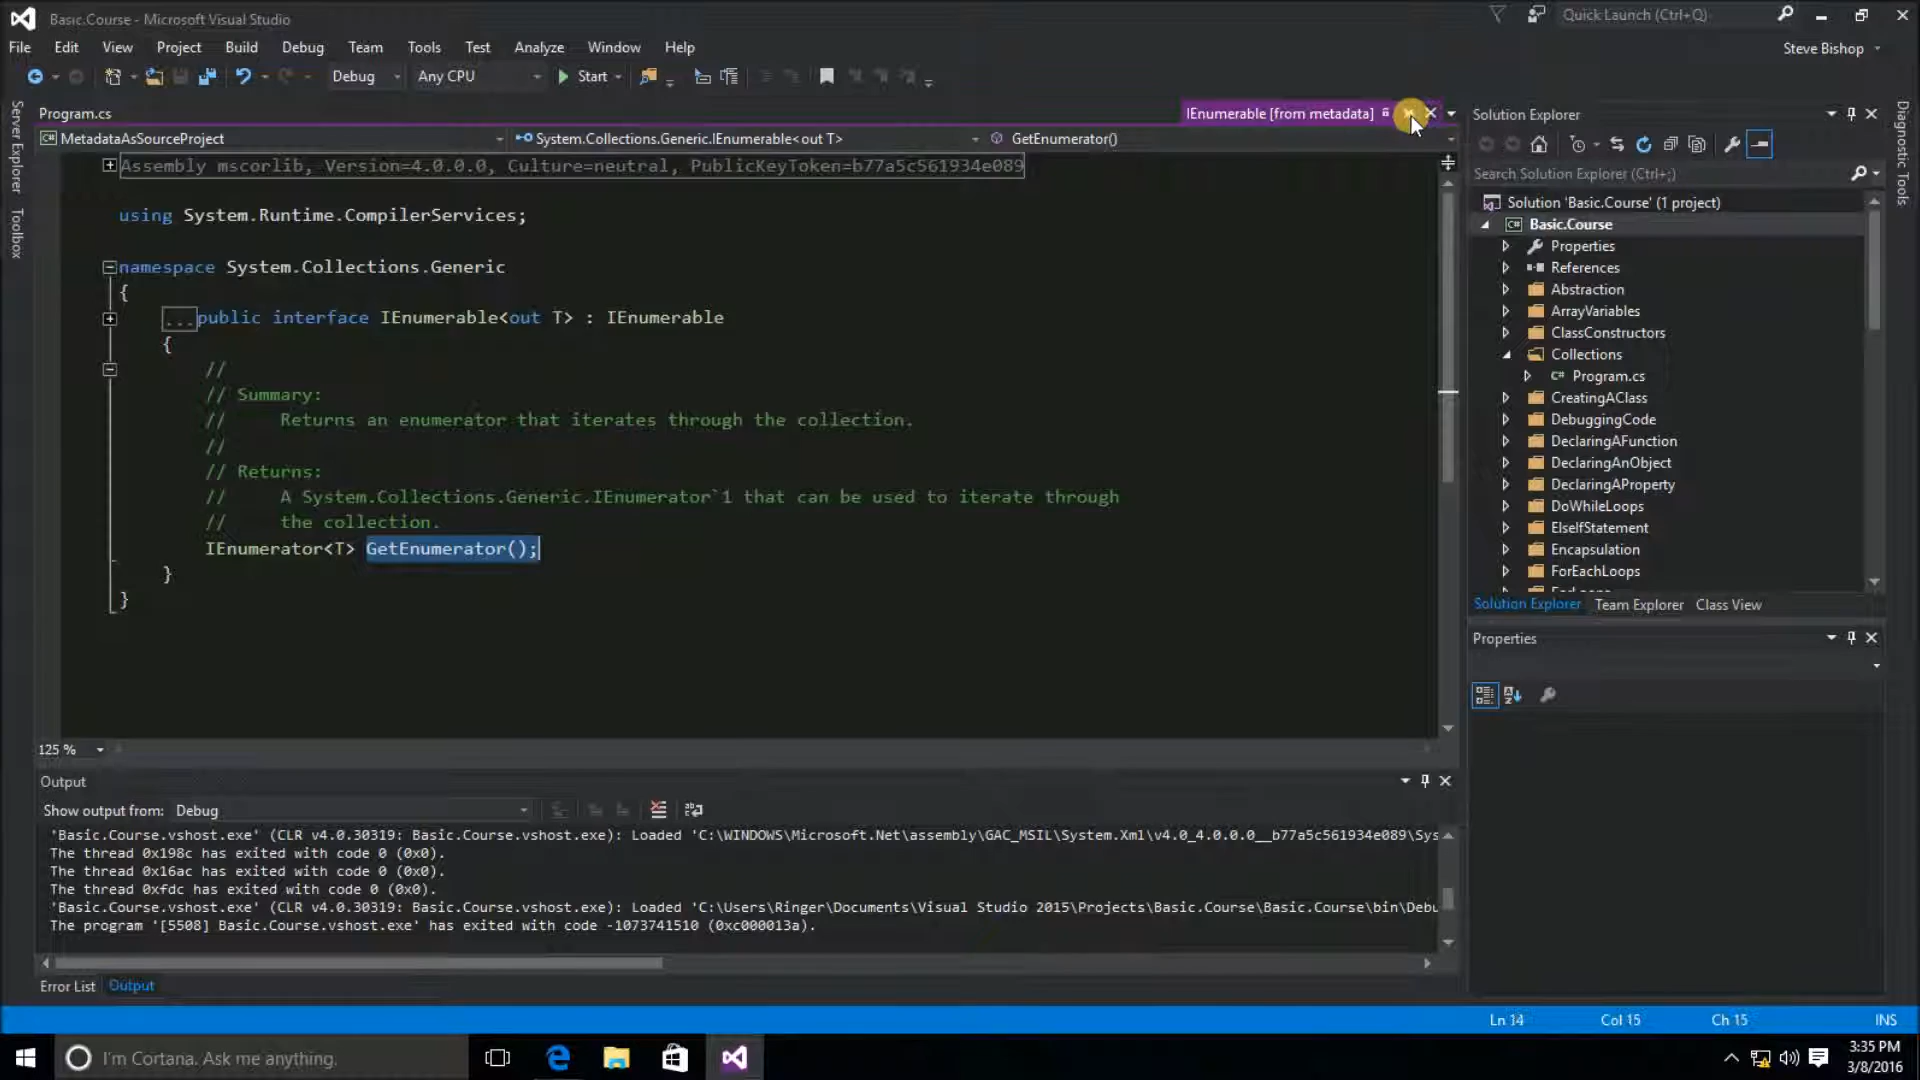 Basic.Course - Microsoft Visual Studio
Quick Launch (Ctrl+Q)
File Edit View Project Build Debug Team Tools Test Analyze Window Help
Steve Bishop
Debug Any CPU Start
Server Explorer
Toolbox
Diagnostic Tools
Program.cs
IEnumerable [from metadata]
MetadataAsSourceProject
System.Collections.Generic.IEnumerable<out T>
GetEnumerator()
Assembly mscorlib, Version=4.0.0.0, Culture=neutral, PublicKeyToken=b77a5c561934e089
using System.Runtime.CompilerServices;
namespace System.Collections.Generic
{
...public interface IEnumerable<out T> : IEnumerable
{
//
// Summary:
//     Returns an enumerator that iterates through the collection.
//
// Returns:
//     A System.Collections.Generic.IEnumerator`1 that can be used to iterate through
//     the collection.
IEnumerator<T> GetEnumerator();
}
}
125 %
Solution Explorer
Search Solution Explorer (Ctrl+;)
Solution 'Basic.Course' (1 project)
Basic.Course
Properties
References
Abstraction
ArrayVariables
ClassConstructors
Collections
Program.cs
CreatingAClass
DebuggingCode
DeclaringAFunction
DeclaringAnObject
DeclaringAProperty
DoWhileLoops
ElseIfStatement
Encapsulation
ForEachLoops
Solution Explorer Team Explorer Class View
Properties
Output
Show output from: Debug
'Basic.Course.vshost.exe' (CLR v4.0.30319: Basic.Course.vshost.exe): Loaded 'C:\WINDOWS\Microsoft.Net\assembly\GAC_MSIL\System.Xml\v4.0_4.0.0.0__b77a5c561934e089\Sys
The thread 0x198c has exited with code 0 (0x0).
The thread 0x16ac has exited with code 0 (0x0).
The thread 0xfdc has exited with code 0 (0x0).
'Basic.Course.vshost.exe' (CLR v4.0.30319: Basic.Course.vshost.exe): Loaded 'C:\Users\Ringer\Documents\Visual Studio 2015\Projects\Basic.Course\Basic.Course\bin\Debu
The program '[5508] Basic.Course.vshost.exe' has exited with code -1073741510 (0xc000013a).
Error List Output
Ln 14 Col 15 Ch 15 INS
I'm Cortana. Ask me anything.
3:35 PM
3/8/2016